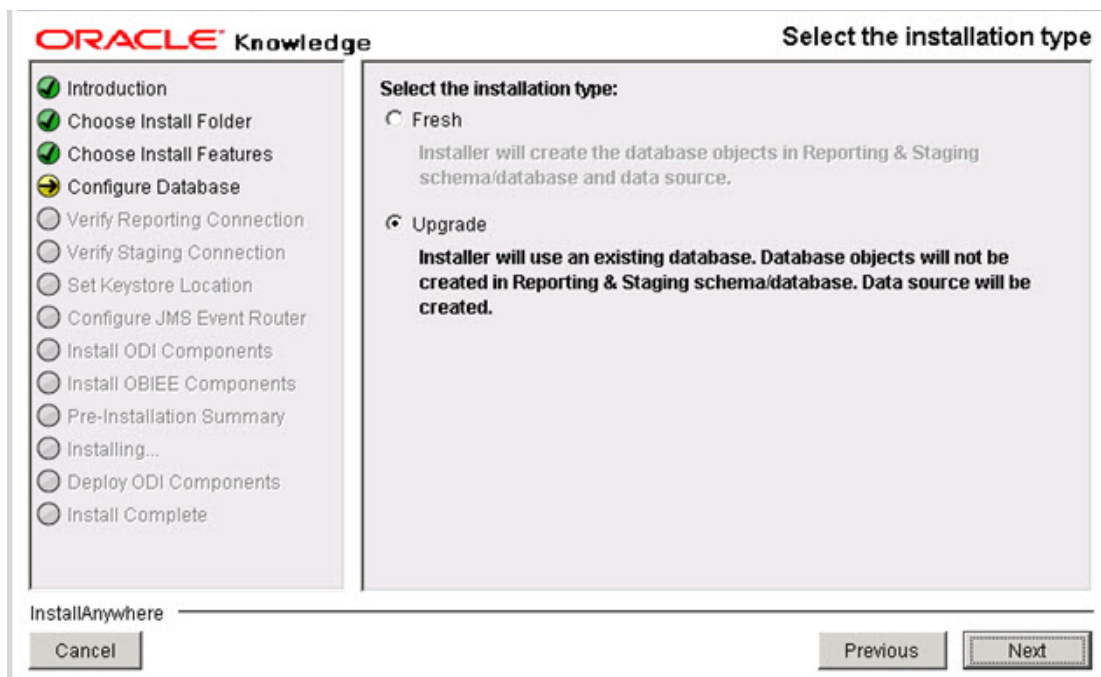 ORACLE Knowledge
Select the installation type
Introduction
Choose Install Folder
Choose Install Features
Configure Database
Verify Reporting Connection
Verify Staging Connection
Set Keystore Location
Configure JMS Event Router
Install ODI Components
Install OBIEE Components
Pre-Installation Summary
Installing...
Deploy ODI Components
Install Complete
Select the installation type:
Fresh
Installer will create the database objects in Reporting & Staging
schema/database and data source.
Upgrade
Installer will use an existing database. Database objects will not be
created in Reporting & Staging schema/database. Data source will be
created.
InstallAnywhere
Cancel
Previous
Next